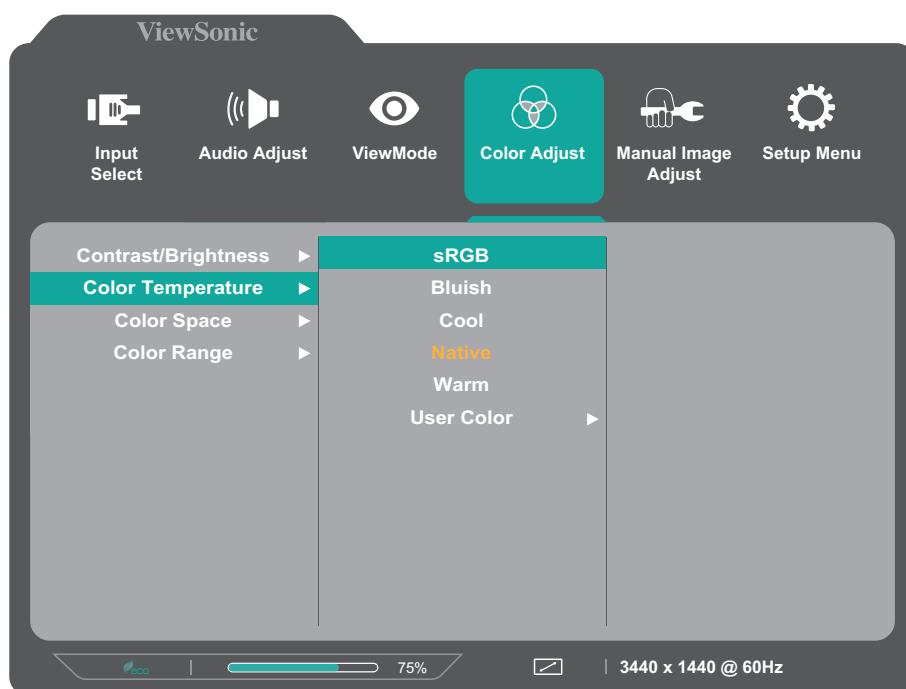 ViewSonic
Input
Select
Audio Adjust
ViewMode
Color Adjust
Manual Image
Adjust
Setup Menu
Contrast/Brightness
Color Temperature
Color Space
Color Range
sRGB
Bluish
Cool
Native
Warm
User Color
eco
75%
3440 x 1440 @ 60Hz